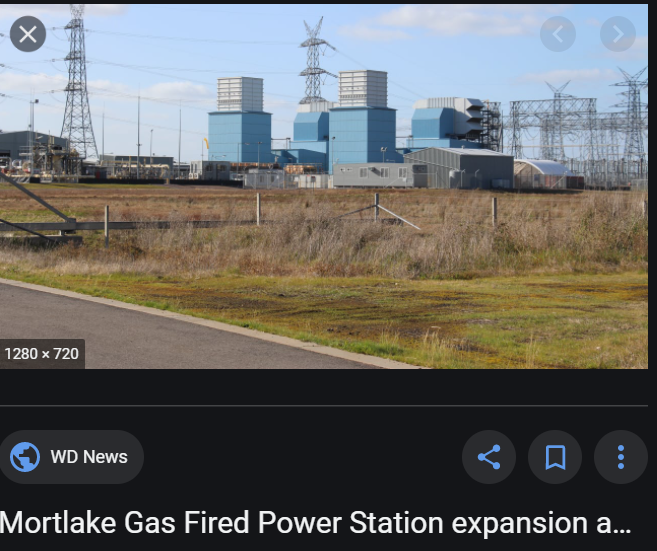 1280 × 720
WD News
Mortlake Gas Fired Power Station expansion a...